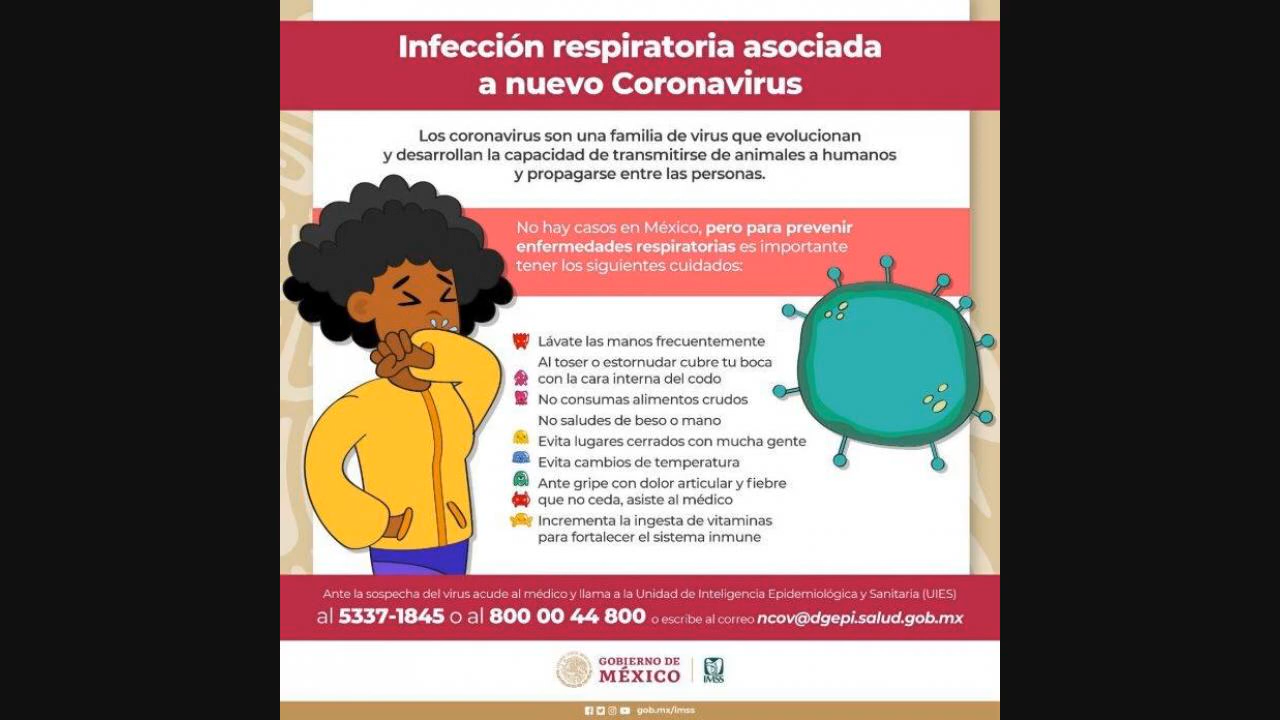 Infección respiratoria asociada
a nuevo Coronavirus
Los coronavirus son una familia de virus que evolucionan
y desarrollan la capacidad de transmitirse de animales a humanos
y propagarse entre las personas.
No hay casos en México, pero para prevenir
enfermedades respiratorias es importante
tener los siguientes cuidados:
Lávate las manos frecuentemente
Al toser o estornudar cubre tu boca
con la cara interna del codo
No consumas alimentos crudos
No saludes de beso o mano
Evita lugares cerrados con mucha gente
Evita cambios de temperatura
Ante gripe con dolor articular y fiebre
que no ceda, asiste al médico
Incrementa la ingesta de vitaminas
para fortalecer el sistema inmune
Ante la sospecha del virus acude al médico y llama a la Unidad de Inteligencia Epidemiológica y Sanitaria (UIES)
al 5337-1845 o al 800 00 44 800 o escribe al correo ncov@dgepi.salud.gob.mx
GOBIERNO DE
MÉXICO
IMSS
gob.mx/imss